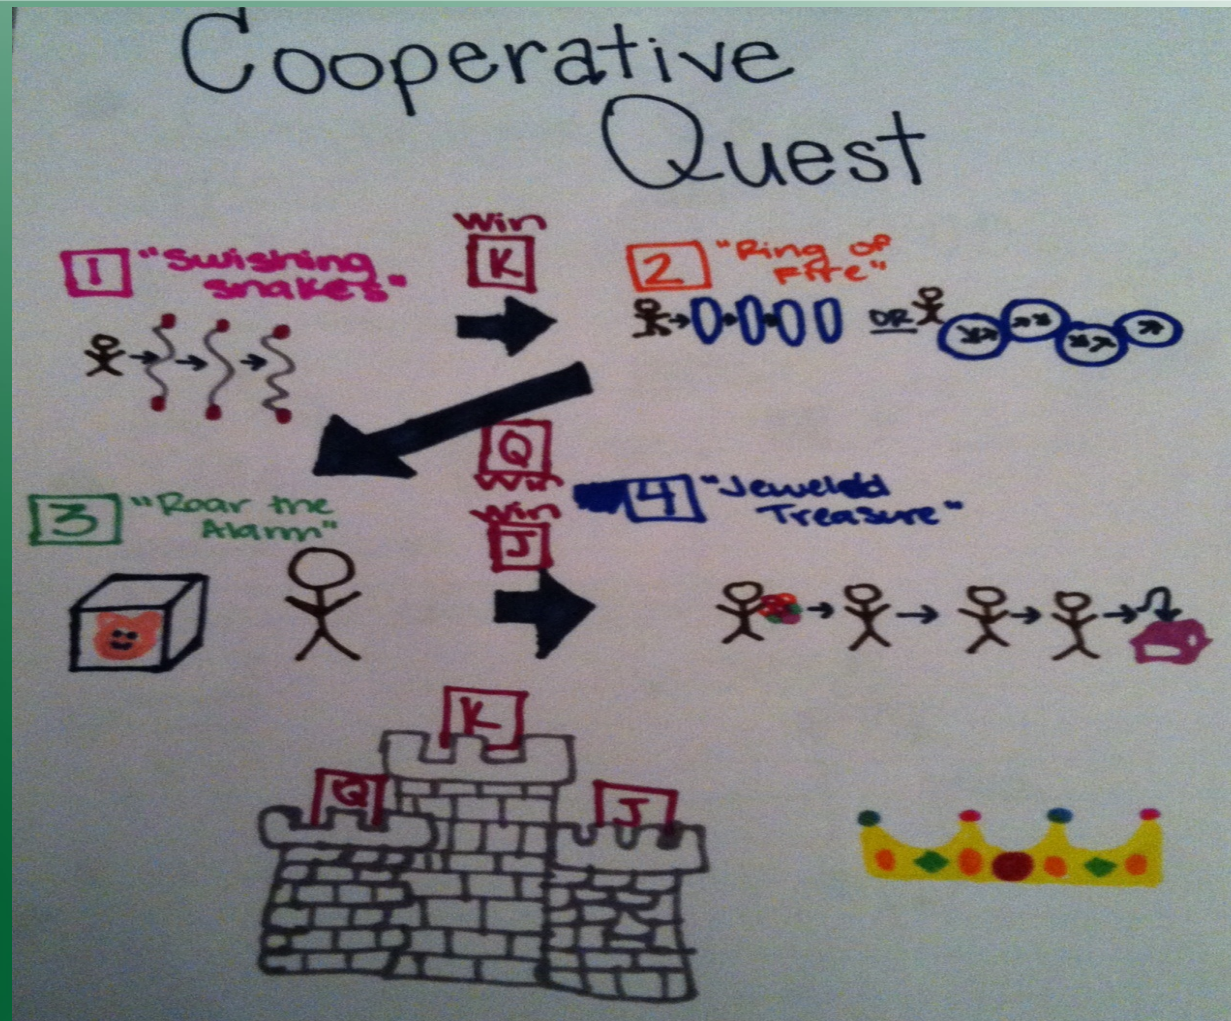 Cooperative
Quest
Win
K
1 "Swishing
Snakes"
2 "Ring of
Fire"
OR
Q
Win
3 "Roar the
Alarm"
Win
J
4 "Jeweled
Treasure"
K
Q
J